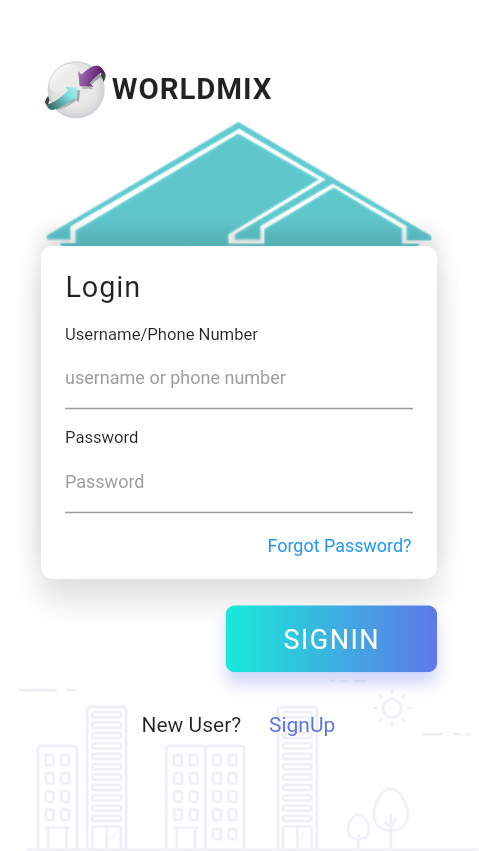 WORLDMIX
Login
Username/Phone Number
username or phone number
Password
Password
Forgot Password?
SIGNIN
New User? SignUp